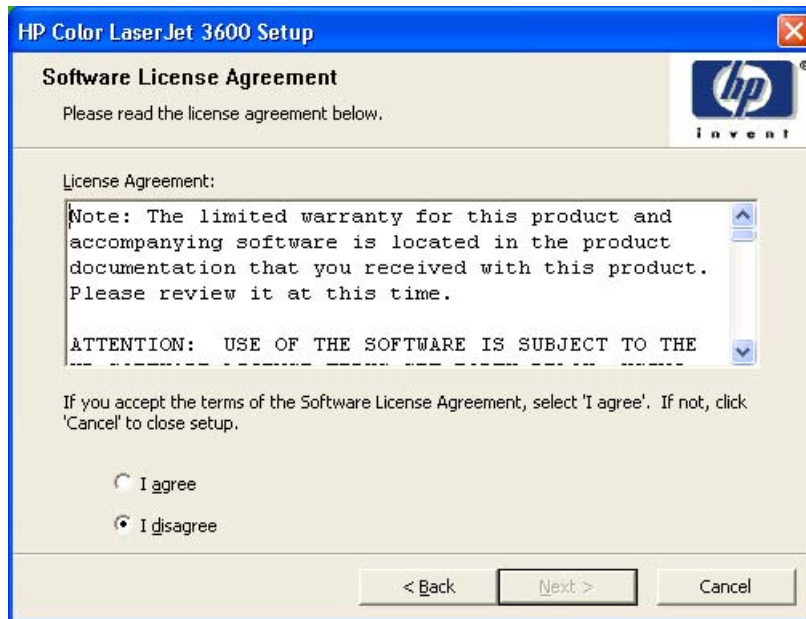 HP Color LaserJet 3600 Setup
Software License Agreement
Please read the license agreement below.
hp
®
invent
License Agreement:
Note: The limited warranty for this product and
accompanying software is located in the product
documentation that you received with this product.
Please review it at this time.
ATTENTION: USE OF THE SOFTWARE IS SUBJECT TO THE
If you accept the terms of the Software License Agreement, select 'I agree'. If not, click
'Cancel' to close setup.
I agree
I disagree
< Back
Next >
Cancel